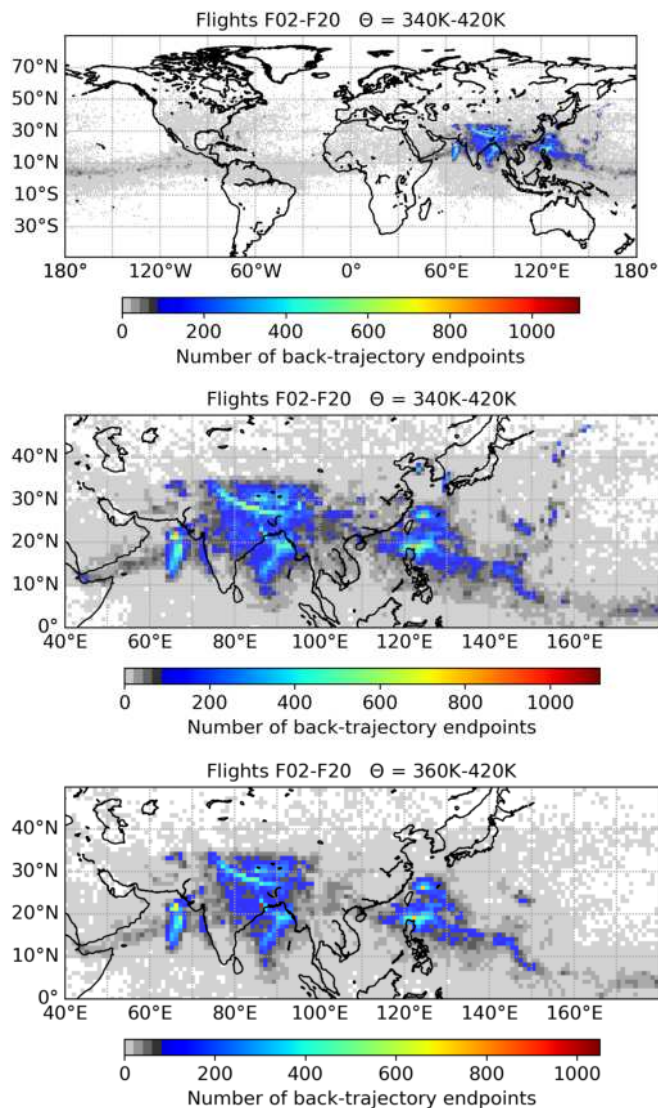 Flights F02-F20 Θ = 340K-420K
70°N
50°N
30°N
10°N
10°S
30°S
180° 120°W 60°W 0° 60°E 120°E 180°
0 200 400 600 800 1000
Number of back-trajectory endpoints
Flights F02-F20 Θ = 340K-420K
40°N
30°N
20°N
10°N
0°
40°E 60°E 80°E 100°E 120°E 140°E 160°E
0 200 400 600 800 1000
Number of back-trajectory endpoints
Flights F02-F20 Θ = 360K-420K
40°N
30°N
20°N
10°N
0°
40°E 60°E 80°E 100°E 120°E 140°E 160°E
0 200 400 600 800 1000
Number of back-trajectory endpoints